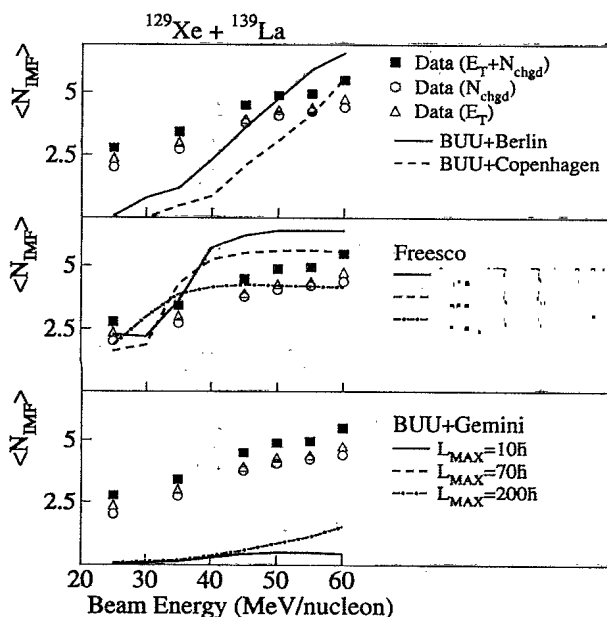 129Xe + 139La
<N_IMF>
5
2.5
Data (E_T+N_chgd)
Data (N_chgd)
Data (E_T)
BUU+Berlin
BUU+Copenhagen
<N_IMF>
5
2.5
Freesco
<N_IMF>
5
2.5
BUU+Gemini
L_MAX=10ħ
L_MAX=70ħ
L_MAX=200ħ
20 30 40 50 60
Beam Energy (MeV/nucleon)